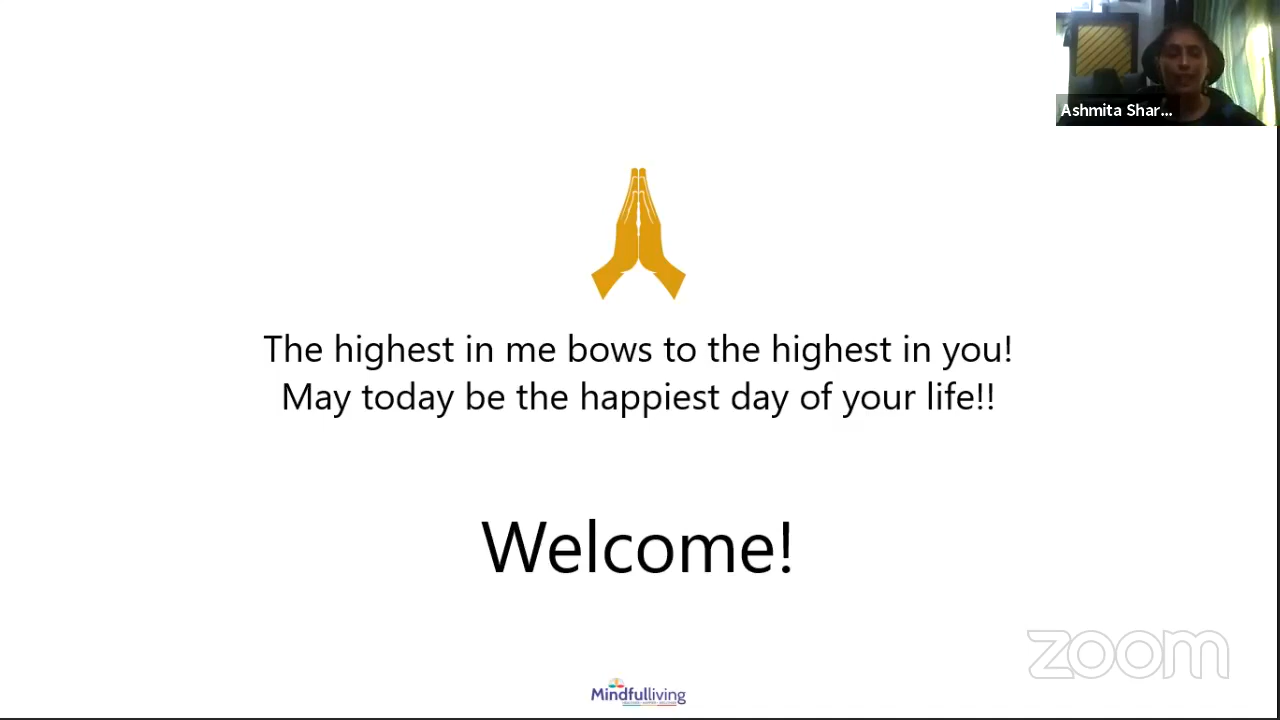 Ashmita Shar...
The highest in me bows to the highest in you!
May today be the happiest day of your life!!
Welcome!
zoom
Mindfulliving